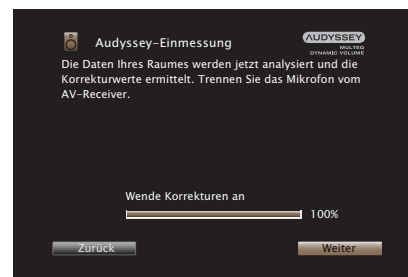 Audyssey-Einmessung
AUDYSSEY
MULTEQ
DYNAMIC VOLUME
Die Daten Ihres Raumes werden jetzt analysiert und die
Korrekturwerte ermittelt. Trennen Sie das Mikrofon vom
AV-Receiver.
Wende Korrekturen an
100%
Zurück
Weiter